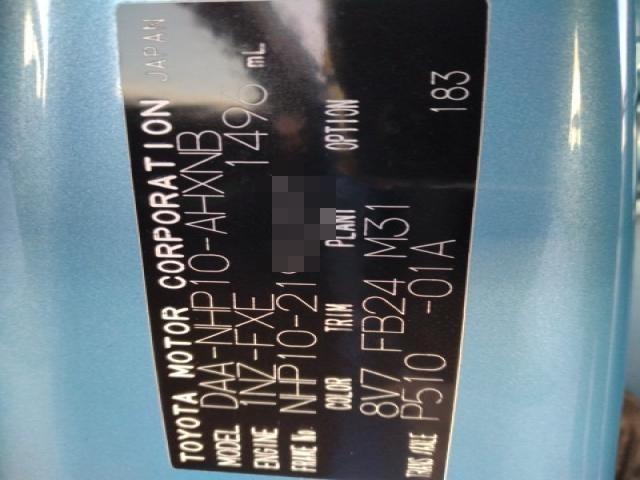 TOYOTA MOTOR CORPORATION JAPAN
MODEL DAA-NHP10-AHXNB
ENGINE 1NZ-FXE 1496 mL
FRAME No. NHP10-21
COLOR TRIM PLANT OPTION
8V7 FB24 M31
TRANS AXLE P510 -01A 183